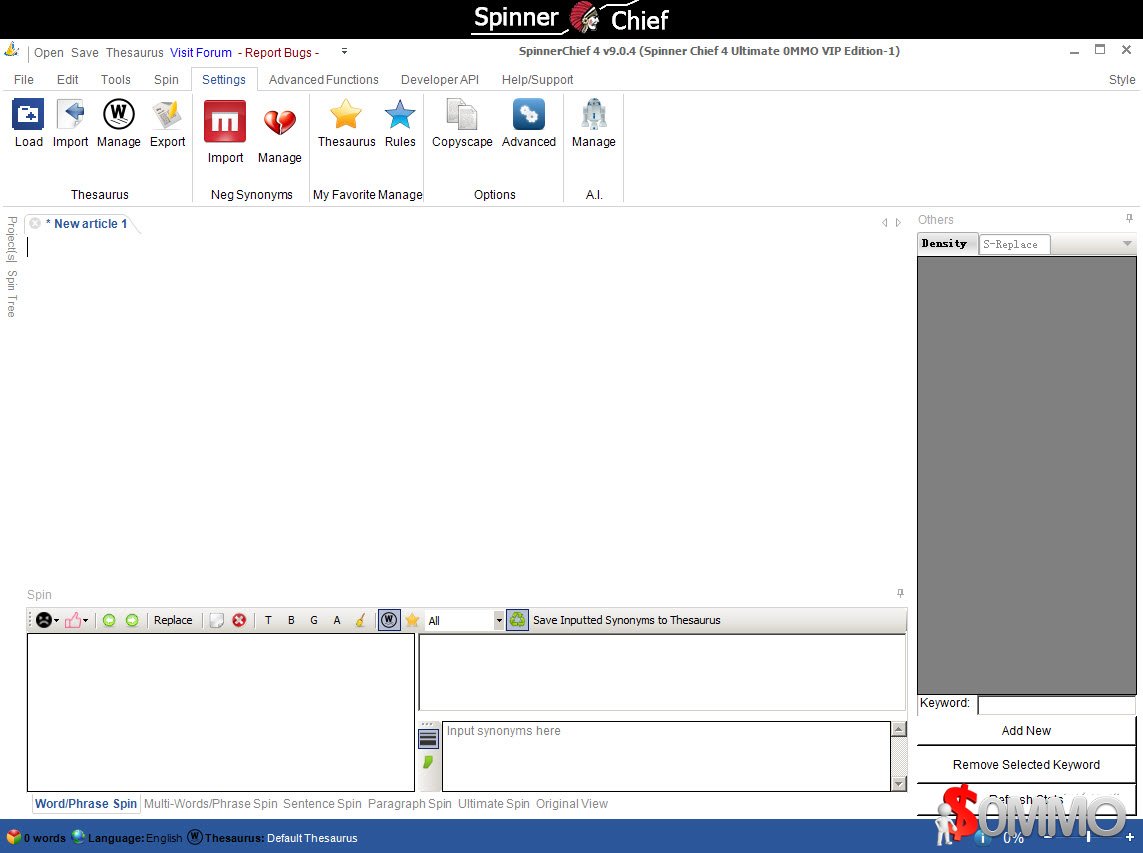 Spinner Chief
Open Save Thesaurus Visit Forum - Report Bugs -
SpinnerChief 4 v9.0.4 (Spinner Chief 4 Ultimate 0MMO VIP Edition-1)
File Edit Tools Spin Settings Advanced Functions Developer API Help/Support Style
Load Import Manage Export Import Manage Thesaurus Rules Copyscape Advanced Manage
Thesaurus Neg Synonyms My Favorite Manage Options A.I.
Project(s) Spin Tree
* New article 1
Others
Density S-Replace
Spin
Replace T B G A W All Save Inputted Synonyms to Thesaurus
Input synonyms here
Keyword:
Add New
Remove Selected Keyword
Word/Phrase Spin Multi-Words/Phrase Spin Sentence Spin Paragraph Spin Ultimate Spin Original View
$0MMO
0 words Language: English Thesaurus: Default Thesaurus 0%